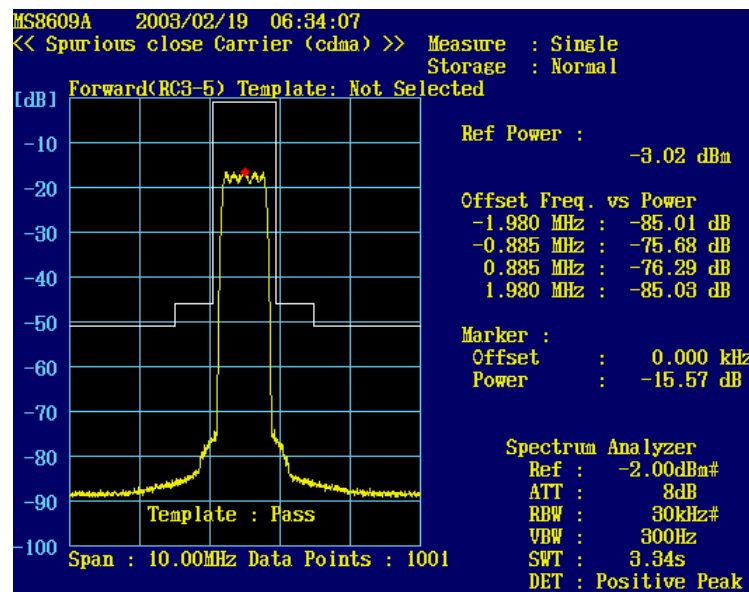 MS8609A 2003/02/19 06:34:07
<< Spurious close Carrier (cdma) >> Measure : Single
Storage : Normal
Forward(RC3-5) Template: Not Selected
[dB]
-10
-20
-30
-40
-50
-60
-70
-80
-90
-100
Template : Pass
Span : 10.00MHz Data Points : 1001
Ref Power :
-3.02 dBm
Offset Freq. vs Power
-1.980 MHz : -85.01 dB
-0.885 MHz : -75.68 dB
0.885 MHz : -76.29 dB
1.980 MHz : -85.03 dB
Marker :
Offset : 0.000 kHz
Power : -15.57 dB
Spectrum Analyzer
Ref : -2.00dBm#
ATT : 8dB
RBW : 30kHz#
VBW : 300Hz
SWT : 3.34s
DET : Positive Peak